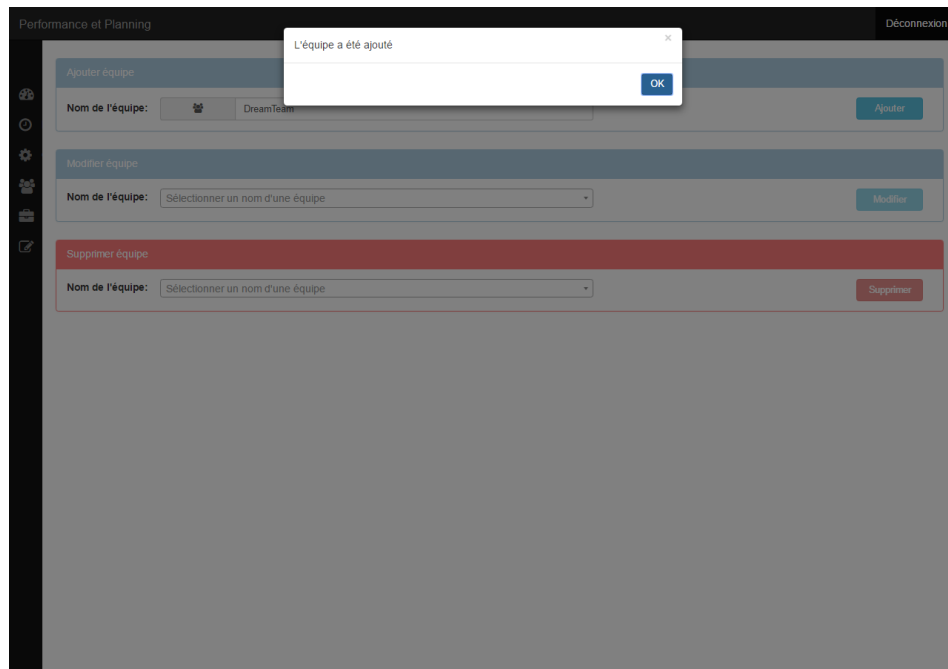 Performance et Planning
Déconnexion
L'équipe a été ajouté
×
OK
Ajouter équipe
Nom de l'équipe:
DreamTeam
Ajouter
Modifier équipe
Nom de l'équipe:
Sélectionner un nom d'une équipe
Modifier
Supprimer équipe
Nom de l'équipe:
Sélectionner un nom d'une équipe
Supprimer